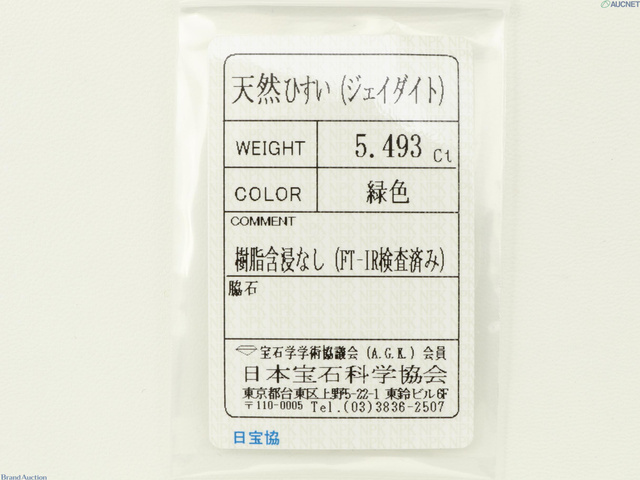 AUCNET
天然ひすい(ジェイダイト)
WEIGHT 5.493 Ct
COLOR 緑色
COMMENT
樹脂含浸なし(FT-IR検査済み)
脇石
宝石学学術協議会(A.G.K.)会員
日本宝石科学協会
東京都台東区上野5-22-1 東鈴ビル6F
〒110-0005 Tel.(03)3836-2507
日宝協
Brand Auction